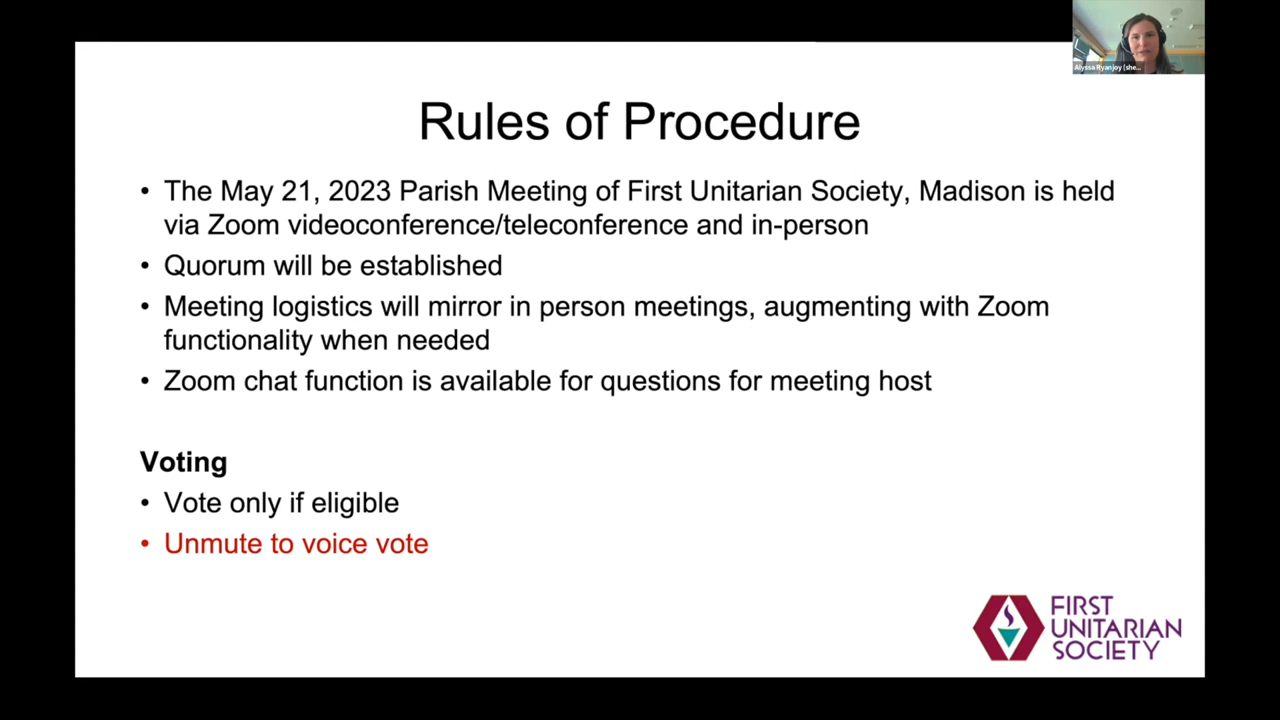 Alyssa Ryanjoy (she...
Rules of Procedure
• The May 21, 2023 Parish Meeting of First Unitarian Society, Madison is held
via Zoom videoconference/teleconference and in-person
• Quorum will be established
• Meeting logistics will mirror in person meetings, augmenting with Zoom
functionality when needed
• Zoom chat function is available for questions for meeting host
Voting
• Vote only if eligible
• Unmute to voice vote
FIRST
UNITARIAN
SOCIETY